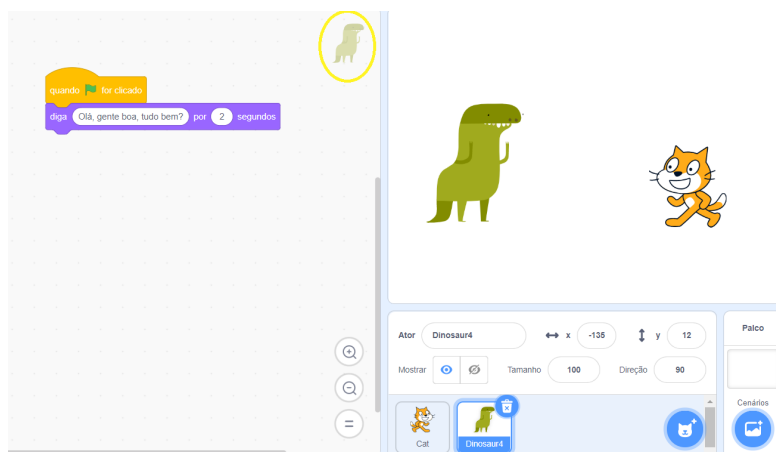 quando for clicado
diga Olá, gente boa, tudo bem? por 2 segundos
Ator Dinosaur4 x -135 y 12
Mostrar Tamanho 100 Direção 90
Cat
Dinosaur4
Palco
Cenários